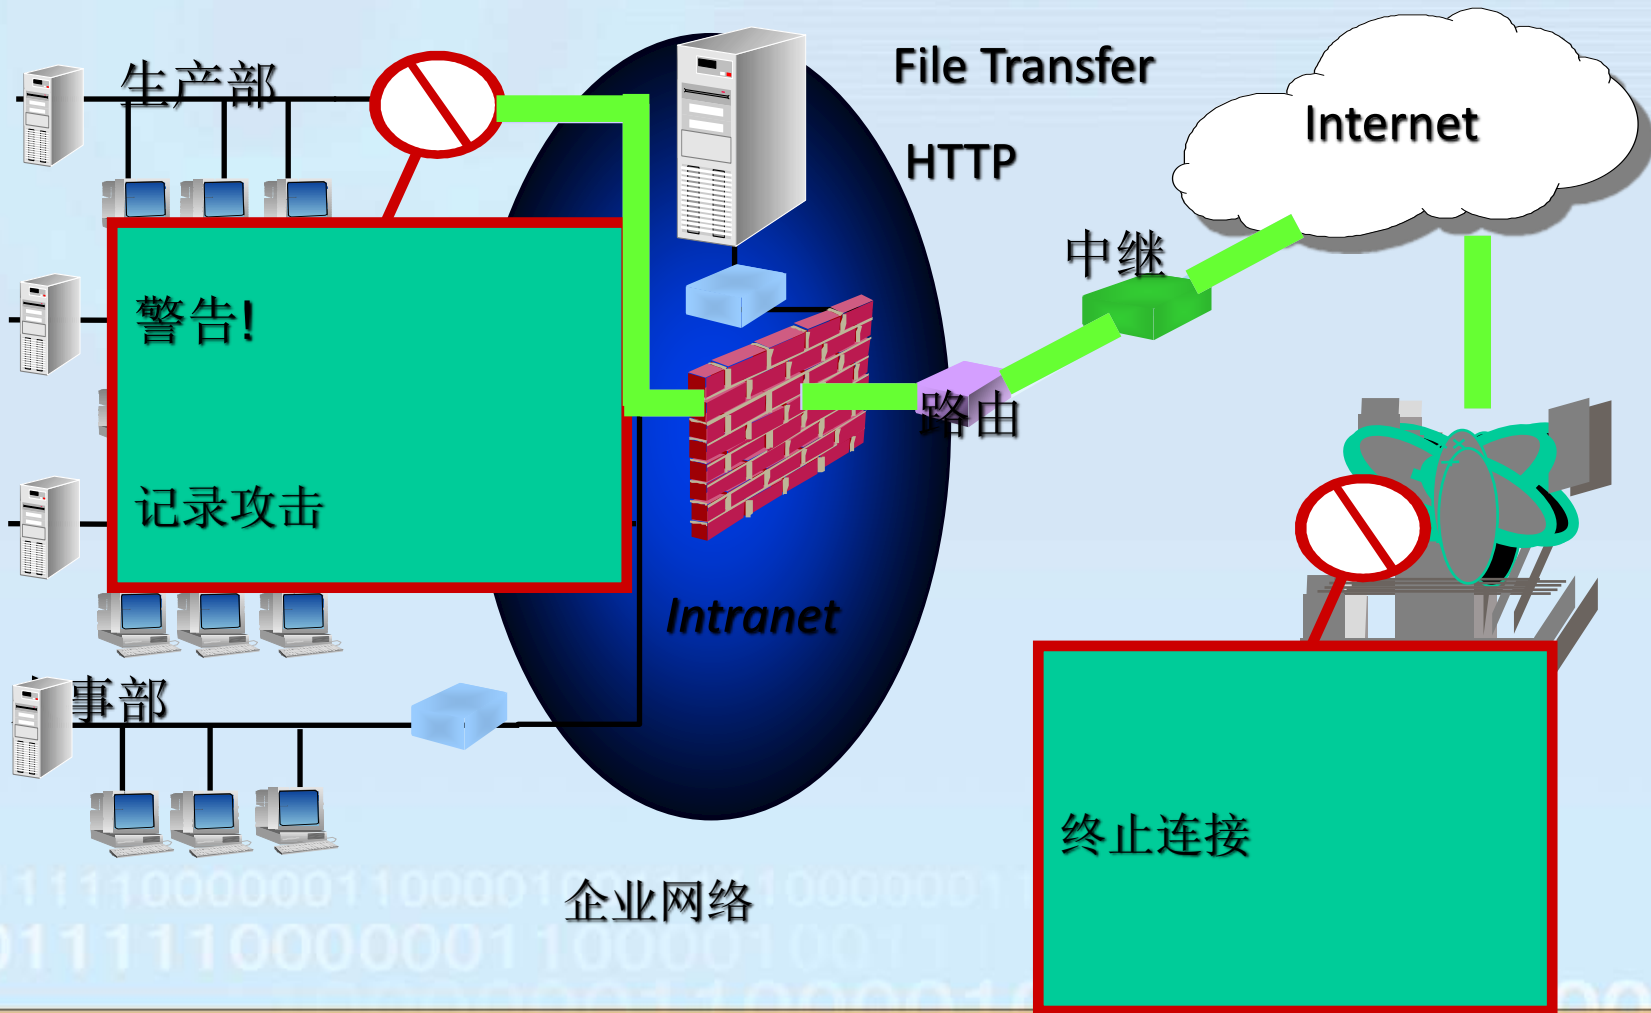 生产部
File Transfer
HTTP
Internet
中继
警告!
路由
记录攻击
Intranet
事部
终止连接
企业网络